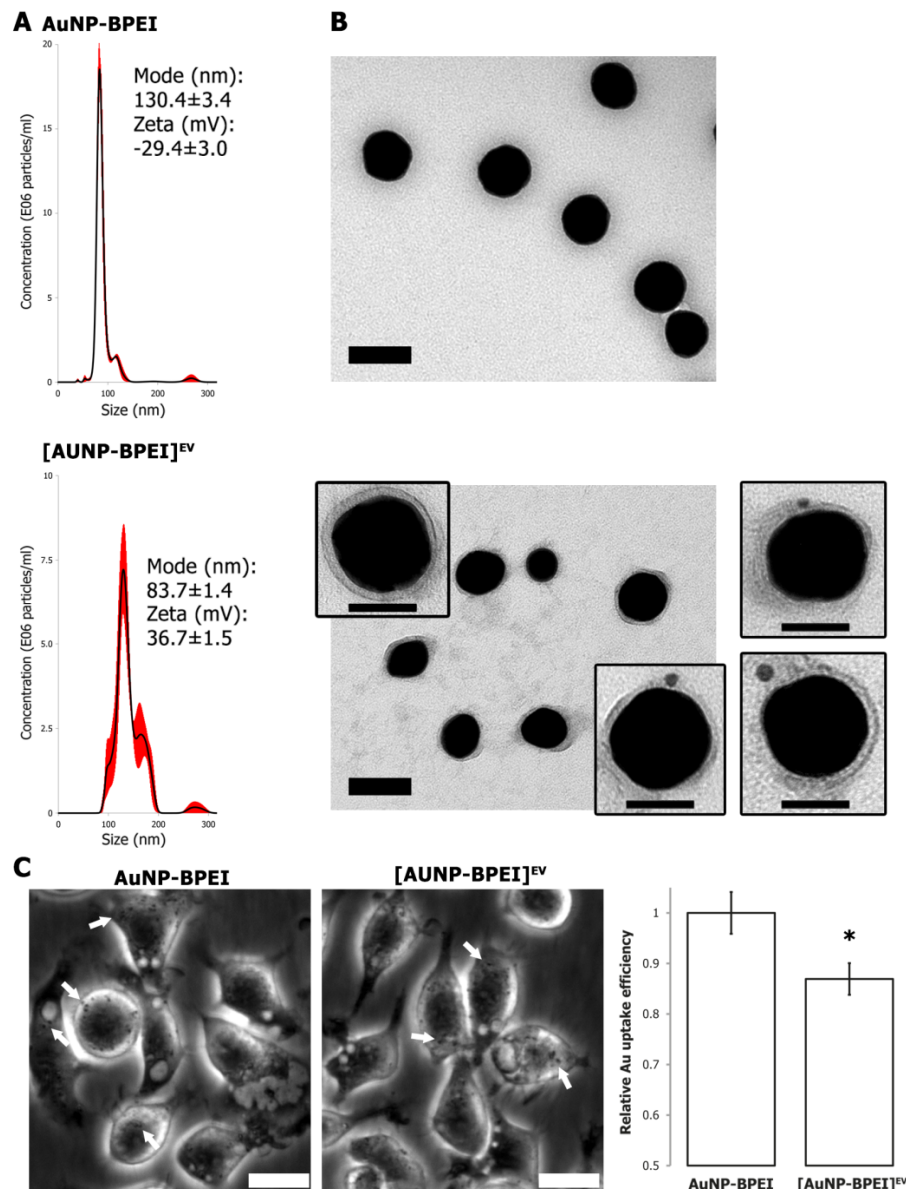 A
AuNP-BPEI
Concentration (E06 particles/ml)
20
15
10
5
0
Mode (nm):
130.4±3.4
Zeta (mV):
-29.4±3.0
0 100 200 300
Size (nm)
B
[AUNP-BPEI]EV
Concentration (E06 particles/ml)
10
7.5
5
2.5
0
Mode (nm):
83.7±1.4
Zeta (mV):
36.7±1.5
0 100 200 300
Size (nm)
C
AuNP-BPEI
[AUNP-BPEI]EV
Relative Au uptake efficiency
1
0.9
0.8
0.7
0.6
0.5
*
AuNP-BPEI
[AuNP-BPEI]EV